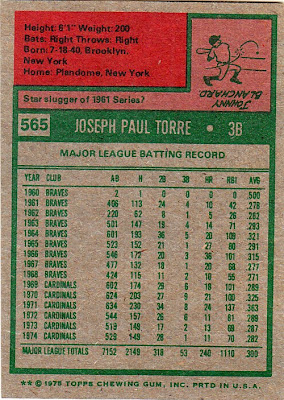 Height: 6'1" Weight: 200
Bats: Right Throws: Right
Born: 7-18-40, Brooklyn,
New York
Home: Plandome, New York
JOHNNY
BLANCHARD
Star slugger of 1961 Series?
565 JOSEPH PAUL TORRE • 3B
MAJOR LEAGUE BATTING RECORD
YEAR CLUB AB H 2B 3B HR RBI AVG
1960 BRAVES 2 1 0 0 0 0 .500
1961 BRAVES 406 113 21 4 10 42 .278
1962 BRAVES 220 62 8 1 5 26 .282
1963 BRAVES 501 147 19 4 14 71 .293
1964 BRAVES 601 193 36 5 20 109 .321
1965 BRAVES 523 152 21 1 27 80 .291
1966 BRAVES 546 172 20 3 36 101 .315
1967 BRAVES 477 132 18 1 20 68 .277
1968 BRAVES 424 115 11 2 10 55 .271
1969 CARDINALS 602 174 29 6 18 101 .289
1970 CARDINALS 624 203 27 9 21 100 .325
1971 CARDINALS 634 230 34 8 24 137 .363
1972 CARDINALS 544 157 26 6 11 81 .289
1973 CARDINALS 519 149 17 2 13 69 .287
1974 CARDINALS 529 149 28 1 11 70 .282
MAJOR LEAGUE TOTALS 7152 2149 315 53 240 1110 .300
** © 1975 TOPPS CHEWING GUM, INC. PRTD IN U.S.A.